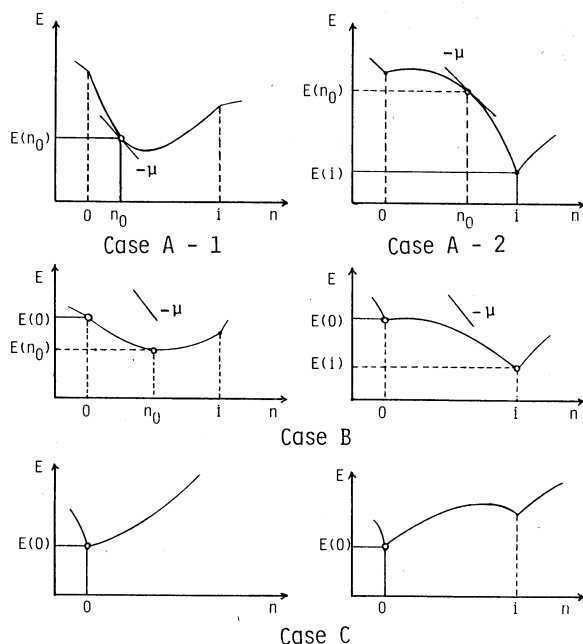 E
E
-μ
E(n₀)
E(n₀)
-μ
E(i)
0
n₀
i
n
0
n₀
i
n
Case A - 1
Case A - 2
E
E
E(0)
-μ
E(0)
-μ
E(n₀)
E(i)
0
n₀
i
n
0
i
n
Case B
E
E
E(0)
E(0)
0
n
0
i
n
Case C